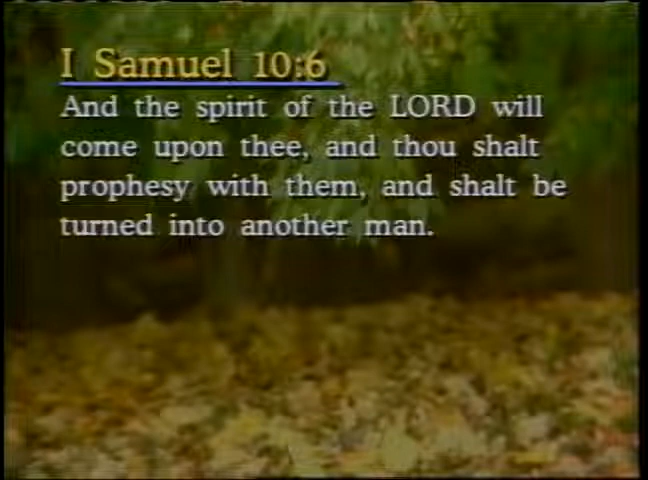 I Samuel 10:6
And the spirit of the LORD will
come upon thee, and thou shalt
prophesy with them, and shalt be
turned into another man.